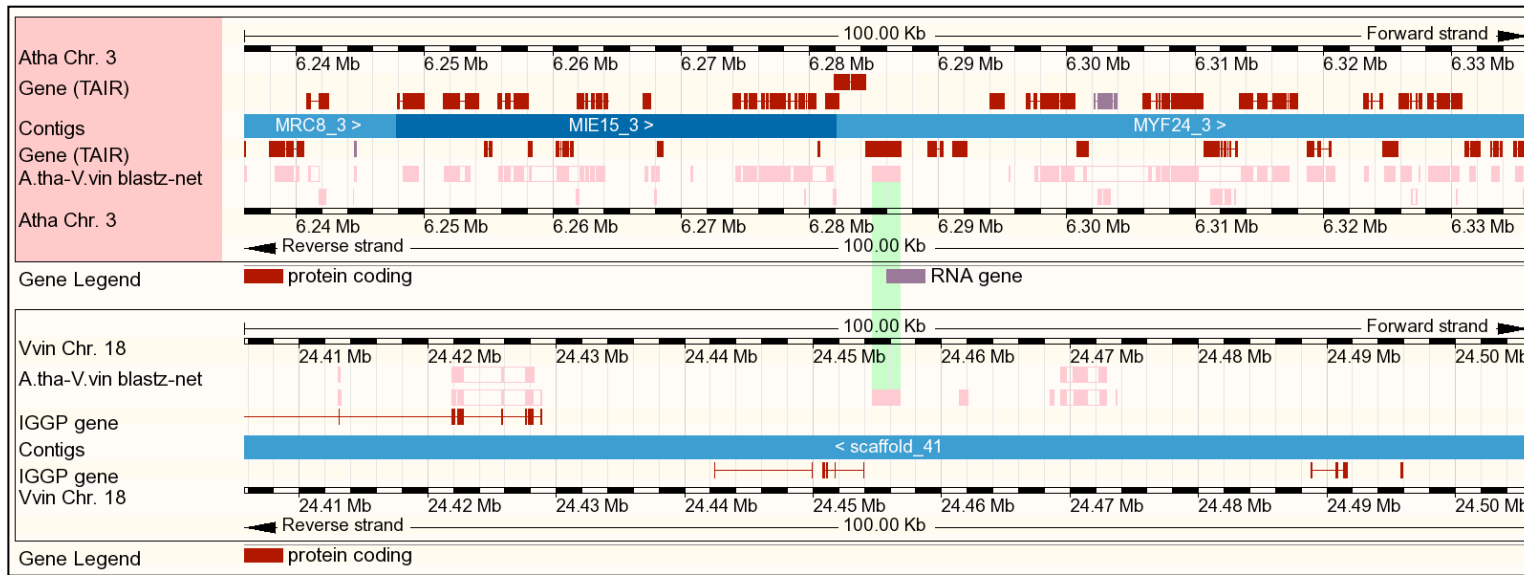 100.00 Kb Forward strand
Atha Chr. 3
6.24 Mb 6.25 Mb 6.26 Mb 6.27 Mb 6.28 Mb 6.29 Mb 6.30 Mb 6.31 Mb 6.32 Mb 6.33 Mb
Gene (TAIR)
Contigs MRC8_3 > MIE15_3 > MYF24_3 >
Gene (TAIR)
A.tha-V.vin blastz-net
Atha Chr. 3
6.24 Mb 6.25 Mb 6.26 Mb 6.27 Mb 6.28 Mb 6.29 Mb 6.30 Mb 6.31 Mb 6.32 Mb 6.33 Mb
Reverse strand 100.00 Kb
Gene Legend protein coding RNA gene
100.00 Kb Forward strand
Vvin Chr. 18
24.41 Mb 24.42 Mb 24.43 Mb 24.44 Mb 24.45 Mb 24.46 Mb 24.47 Mb 24.48 Mb 24.49 Mb 24.50 Mb
A.tha-V.vin blastz-net
IGGP gene
Contigs < scaffold_41
IGGP gene
Vvin Chr. 18
24.41 Mb 24.42 Mb 24.43 Mb 24.44 Mb 24.45 Mb 24.46 Mb 24.47 Mb 24.48 Mb 24.49 Mb 24.50 Mb
Reverse strand 100.00 Kb
Gene Legend protein coding